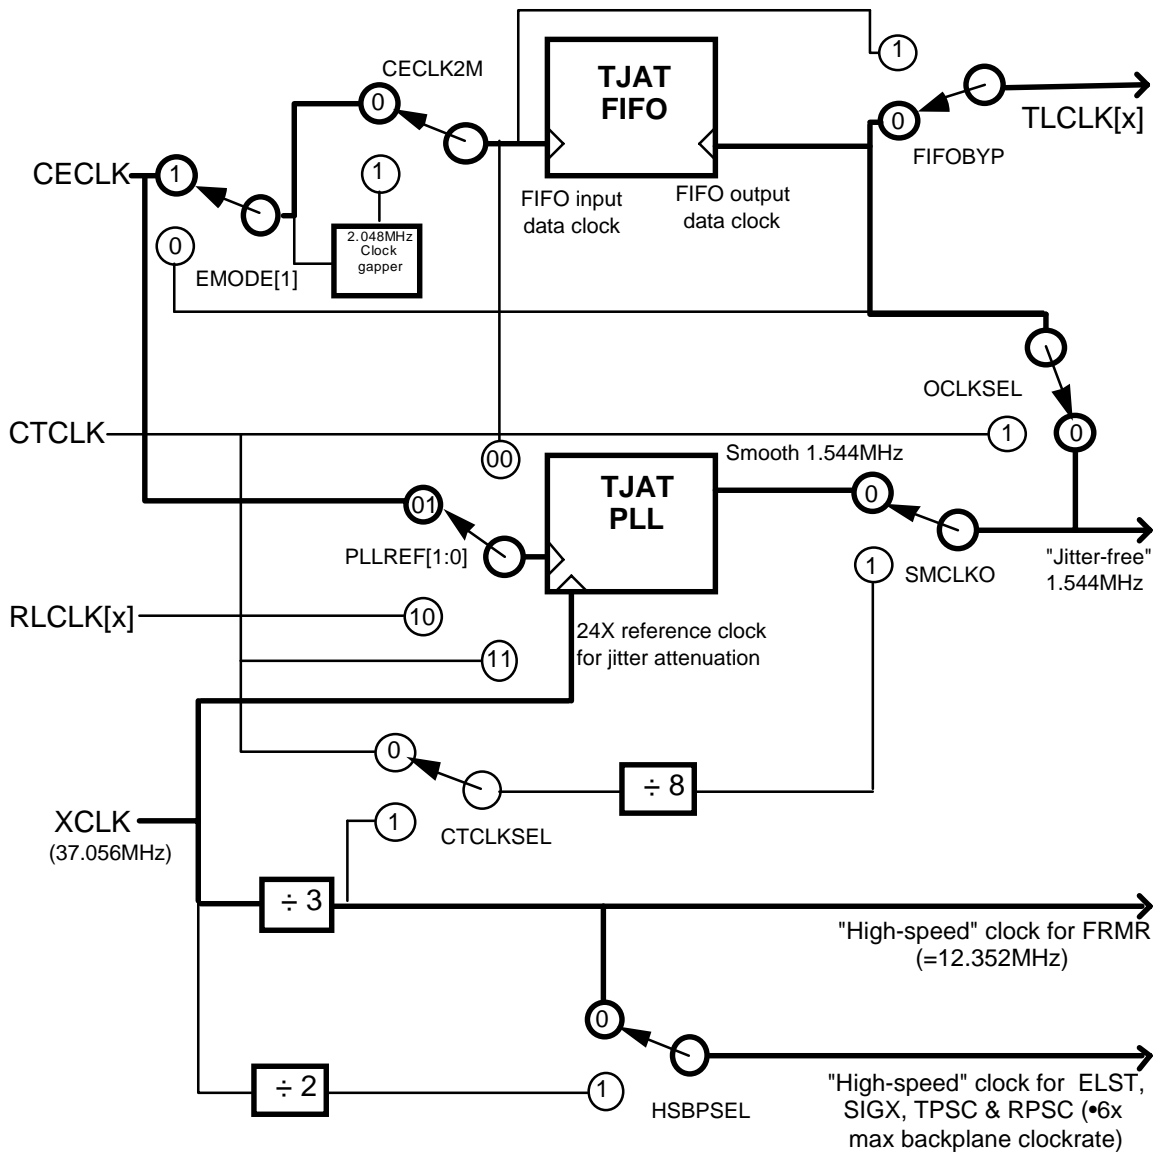 1
CECLK2M
TJAT
FIFO
0
0
TLCLK[x]
FIFOBYP
CECLK
1
1
FIFO input
data clock
FIFO output
data clock
0
2.048MHz
Clock
gapper
EMODE[1]
OCLKSEL
CTCLK
1
0
00
Smooth 1.544MHz
TJAT
PLL
01
0
PLLREF[1:0]
1
SMCLKO
"Jitter-free"
1.544MHz
RLCLK[x]
10
24X reference clock
for jitter attenuation
11
0
÷ 8
XCLK
(37.056MHz)
1
CTCLKSEL
÷ 3
"High-speed" clock for FRMR
(=12.352MHz)
0
÷ 2
1
HSBPSEL
"High-speed" clock for ELST,
SIGX, TPSC & RPSC (•6x
max backplane clockrate)